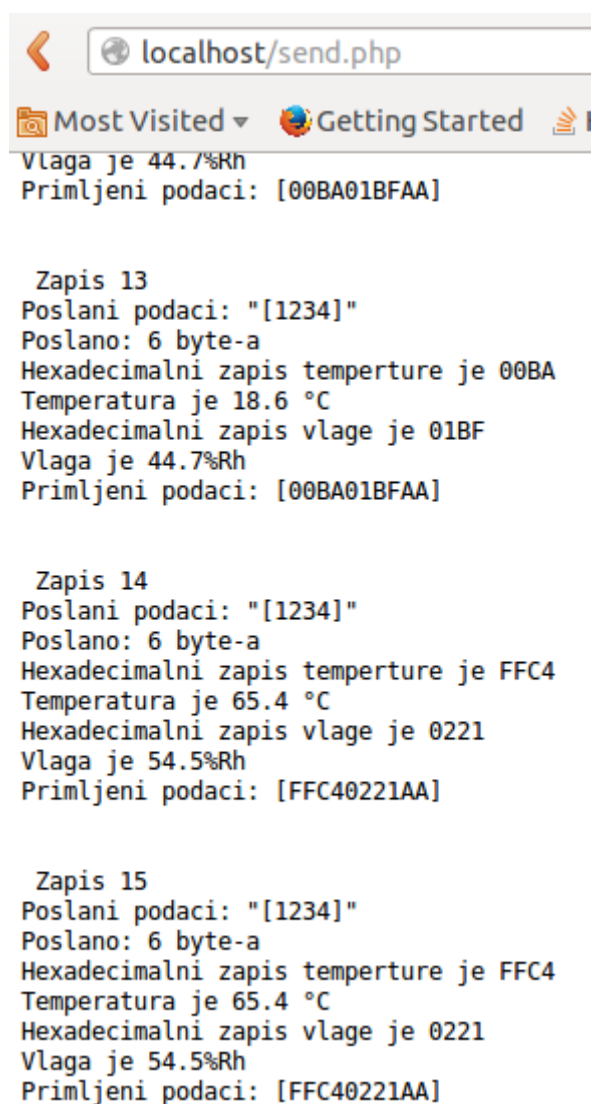 localhost/send.php
Most Visited Getting Started
Vlaga je 44.7%Rh
Primljeni podaci: [00BA01BFAA]
Zapis 13
Poslani podaci: "[1234]"
Poslano: 6 byte-a
Hexadecimalni zapis temperture je 00BA
Temperatura je 18.6 °C
Hexadecimalni zapis vlage je 01BF
Vlaga je 44.7%Rh
Primljeni podaci: [00BA01BFAA]
Zapis 14
Poslani podaci: "[1234]"
Poslano: 6 byte-a
Hexadecimalni zapis temperture je FFC4
Temperatura je 65.4 °C
Hexadecimalni zapis vlage je 0221
Vlaga je 54.5%Rh
Primljeni podaci: [FFC40221AA]
Zapis 15
Poslani podaci: "[1234]"
Poslano: 6 byte-a
Hexadecimalni zapis temperture je FFC4
Temperatura je 65.4 °C
Hexadecimalni zapis vlage je 0221
Vlaga je 54.5%Rh
Primljeni podaci: [FFC40221AA]